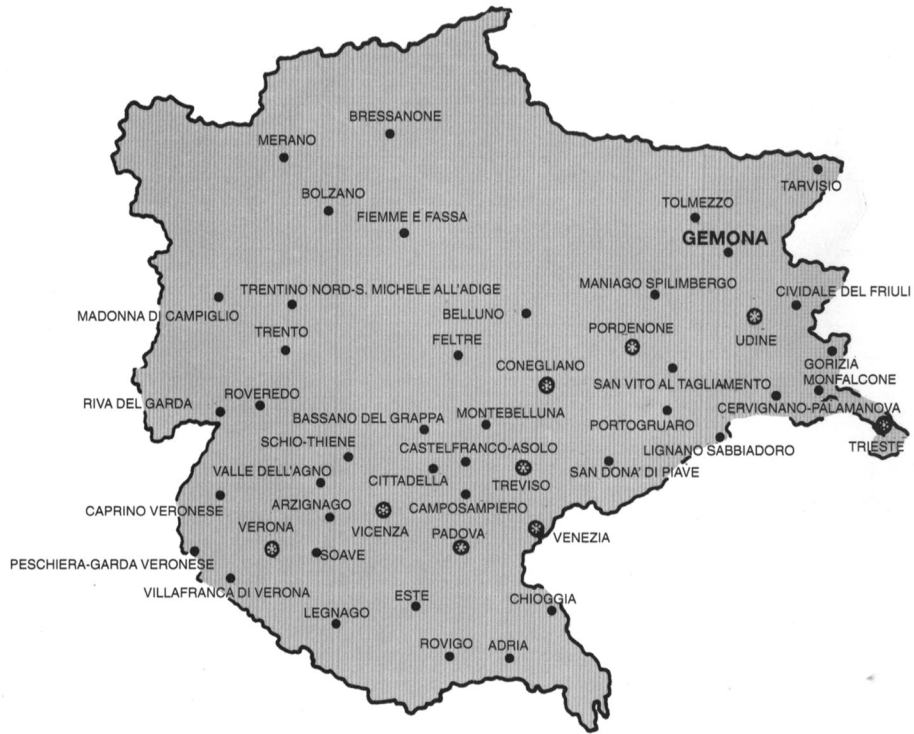 BRESSANONE
MERANO
TARVISIO
BOLZANO
TOLMEZZO
FIEMME E FASSA
GEMONA
MANIAGO SPILIMBERGO
TRENTINO NORD-S. MICHELE ALL'ADIGE
CIVIDALE DEL FRIULI
MADONNA DI CAMPIGLIO
BELLUNO
PORDENONE
TRENTO
FELTRE
UDINE
CONEGLIANO
GORIZIA
MONFALCONE
SAN VITO AL TAGLIAMENTO
RIVA DEL GARDA
ROVEREDO
CERVIGNANO-PALAMANOVA
BASSANO DEL GRAPPA
MONTEBELLUNA
PORTOGRUARO
SCHIO-THIENE
CASTELFRANCO-ASOLO
LIGNANO SABBIADORO
TRIESTE
VALLE DELL'AGNO
CITTADELLA
TREVISO
SAN DONA' DI PIAVE
CAPRINO VERONESE
ARZIGNAGO
CAMPOSAMPIERO
VERONA
VICENZA
PADOVA
VENEZIA
SOAVE
PESCHIERA-GARDA VERONESE
VILLAFRANCA DI VERONA
ESTE
CHIOGGIA
LEGNAGO
ROVIGO
ADRIA